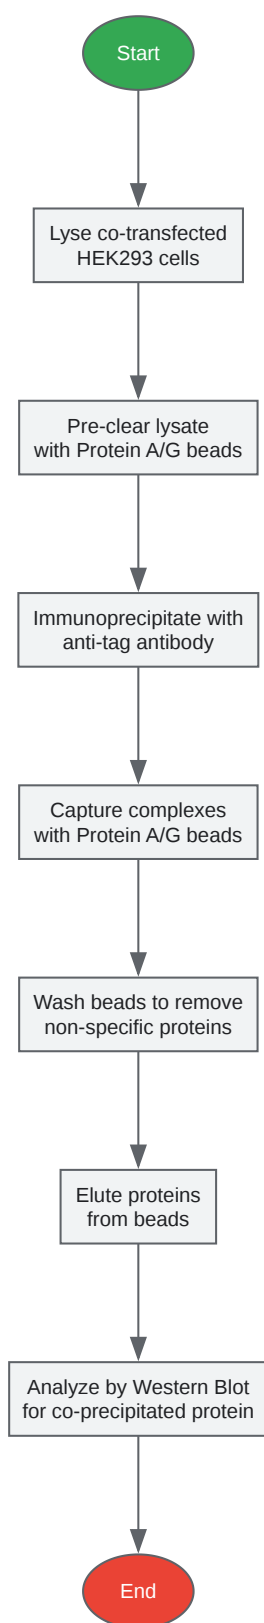 Start
Lyse co-transfected
HEK293 cells
Pre-clear lysate
with Protein A/G beads
Immunoprecipitate with
anti-tag antibody
Capture complexes
with Protein A/G beads
Wash beads to remove
non-specific proteins
Elute proteins
from beads
Analyze by Western Blot
for co-precipitated protein
End